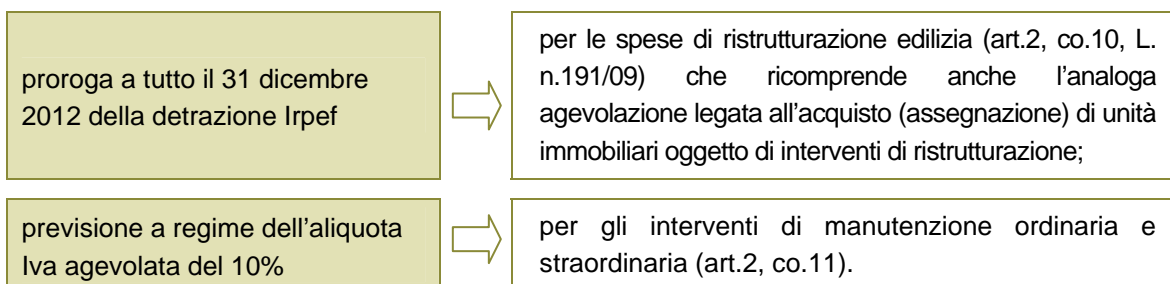 proroga a tutto il 31 dicembre
2012 della detrazione Irpef
per le spese di ristrutturazione edilizia (art.2, co.10, L.
n.191/09) che ricomprende anche l’analoga
agevolazione legata all’acquisto (assegnazione) di unità
immobiliari oggetto di interventi di ristrutturazione;
previsione a regime dell’aliquota
Iva agevolata del 10%
per gli interventi di manutenzione ordinaria e
straordinaria (art.2, co.11).